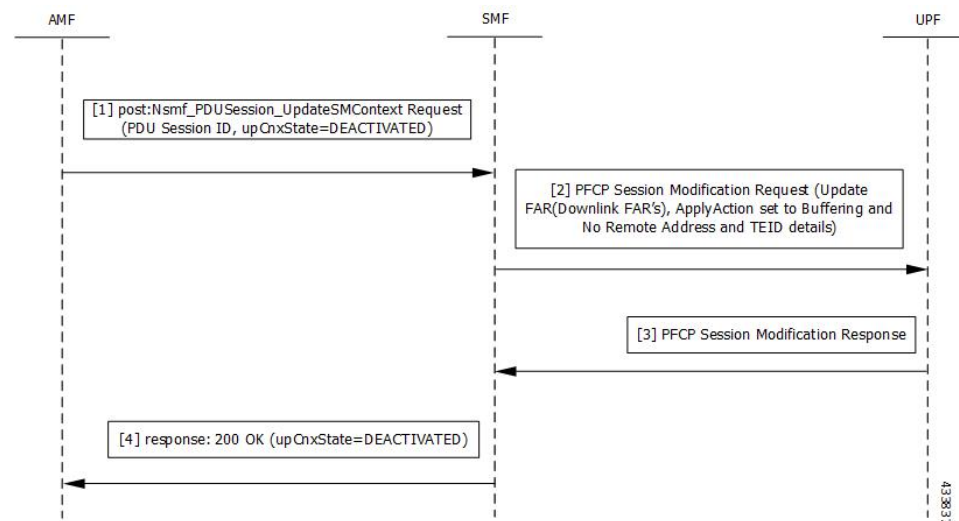 AMF
SMF
UPF
[1] post:Nsmf_PDUSession_UpdateSMContext Request
(PDU Session ID, upCnxState=DEACTIVATED)
[2] PFCP Session Modification Request (Update
FAR(Downlink FAR's), ApplyAction set to Buffering and
No Remote Address and TEID details)
[3] PFCP Session Modification Response
[4] response: 200 OK (upCnxState=DEACTIVATED)